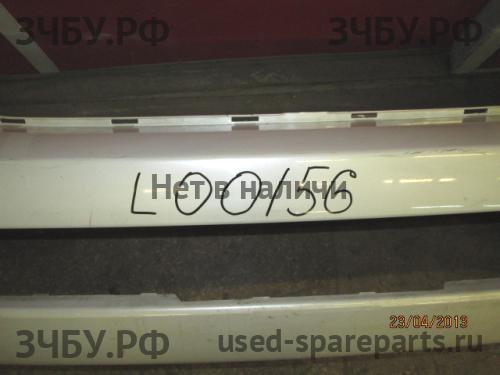 ЗЧБУ.РФ ЗЧБУ.РФ
Нет в наличии
L00156
23/04/2013
ЗЧБУ.РФ used-spareparts.ru